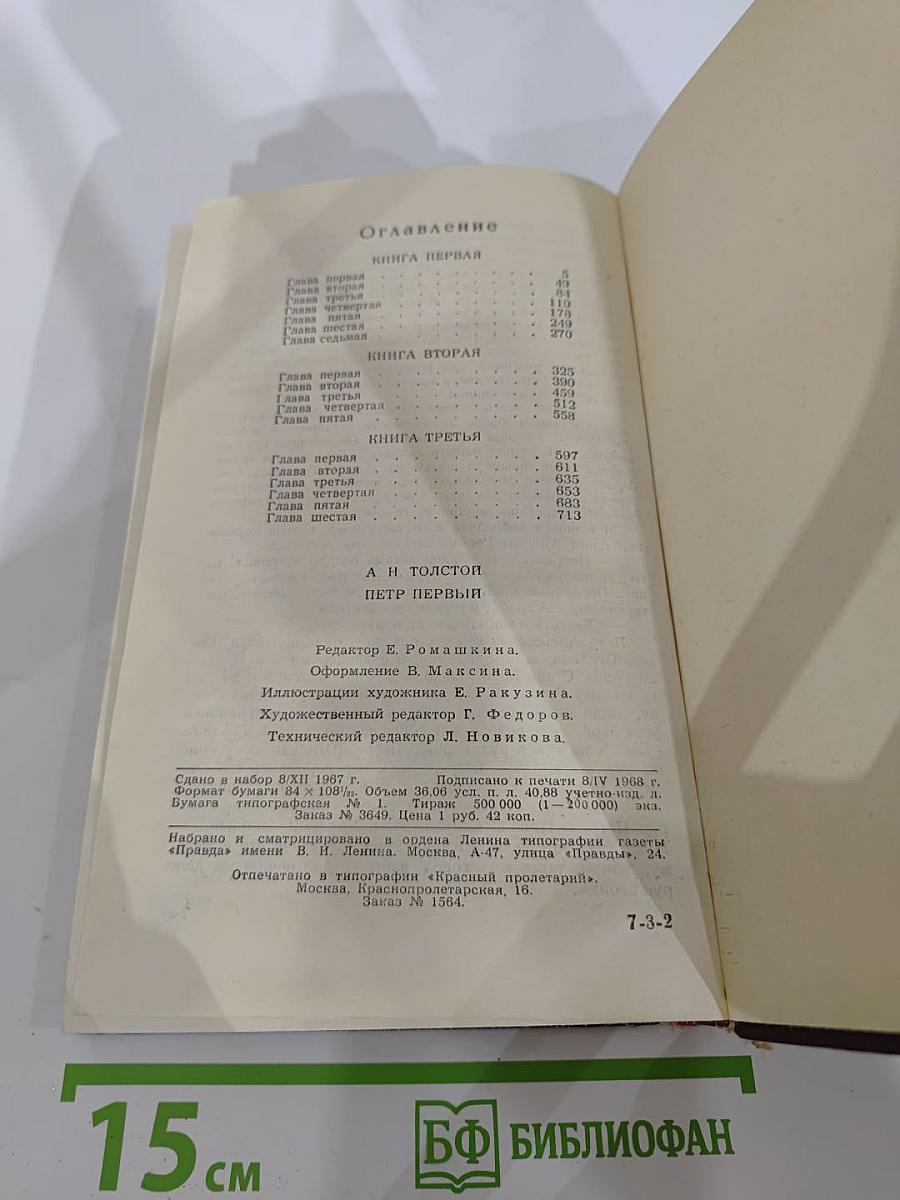 Оглавление
КНИГА ПЕРВАЯ
Глава первая . . . . . . . . . 5
Глава вторая . . . . . . . . . 49
Глава третья . . . . . . . . . 84
Глава четвертая . . . . . . . . 110
Глава пятая . . . . . . . . . 178
Глава шестая . . . . . . . . . 249
Глава седьмая . . . . . . . . . 270
КНИГА ВТОРАЯ
Глава первая . . . . . . . . . 325
Глава вторая . . . . . . . . . 390
Глава третья . . . . . . . . . 459
Глава четвертая . . . . . . . . 512
Глава пятая . . . . . . . . . 558
КНИГА ТРЕТЬЯ
Глава первая . . . . . . . . . 597
Глава вторая . . . . . . . . . 611
Глава третья . . . . . . . . . 635
Глава четвертая . . . . . . . . 653
Глава пятая . . . . . . . . . 683
Глава шестая . . . . . . . . . 713
А. Н. ТОЛСТОЙ
ПЕТР ПЕРВЫЙ
Редактор Е. Ромашкина.
Оформление В. Максина.
Иллюстрации художника Е. Ракузина.
Художественный редактор Г. Федоров.
Технический редактор Л. Новикова.
Сдано в набор 8/XII 1967 г. Подписано к печати 8/IV 1968 г.
Формат бумаги 84 × 108¹/₃₂. Объем 36,06 усл. п. л. 40,88 учетно-изд. л.
Бумага типографская № 1. Тираж 500 000 (1—200 000) экз.
Заказ № 3649. Цена 1 руб. 42 коп.
Набрано и сматрицировано в ордена Ленина типографии газеты
«Правда» имени В. И. Ленина. Москва, А-47, улица «Правды», 24.
Отпечатано в типографии «Красный пролетарий».
Москва, Краснопролетарская, 16.
Заказ № 1564.
7-3-2
15 см
БФ БИБЛИОФАН